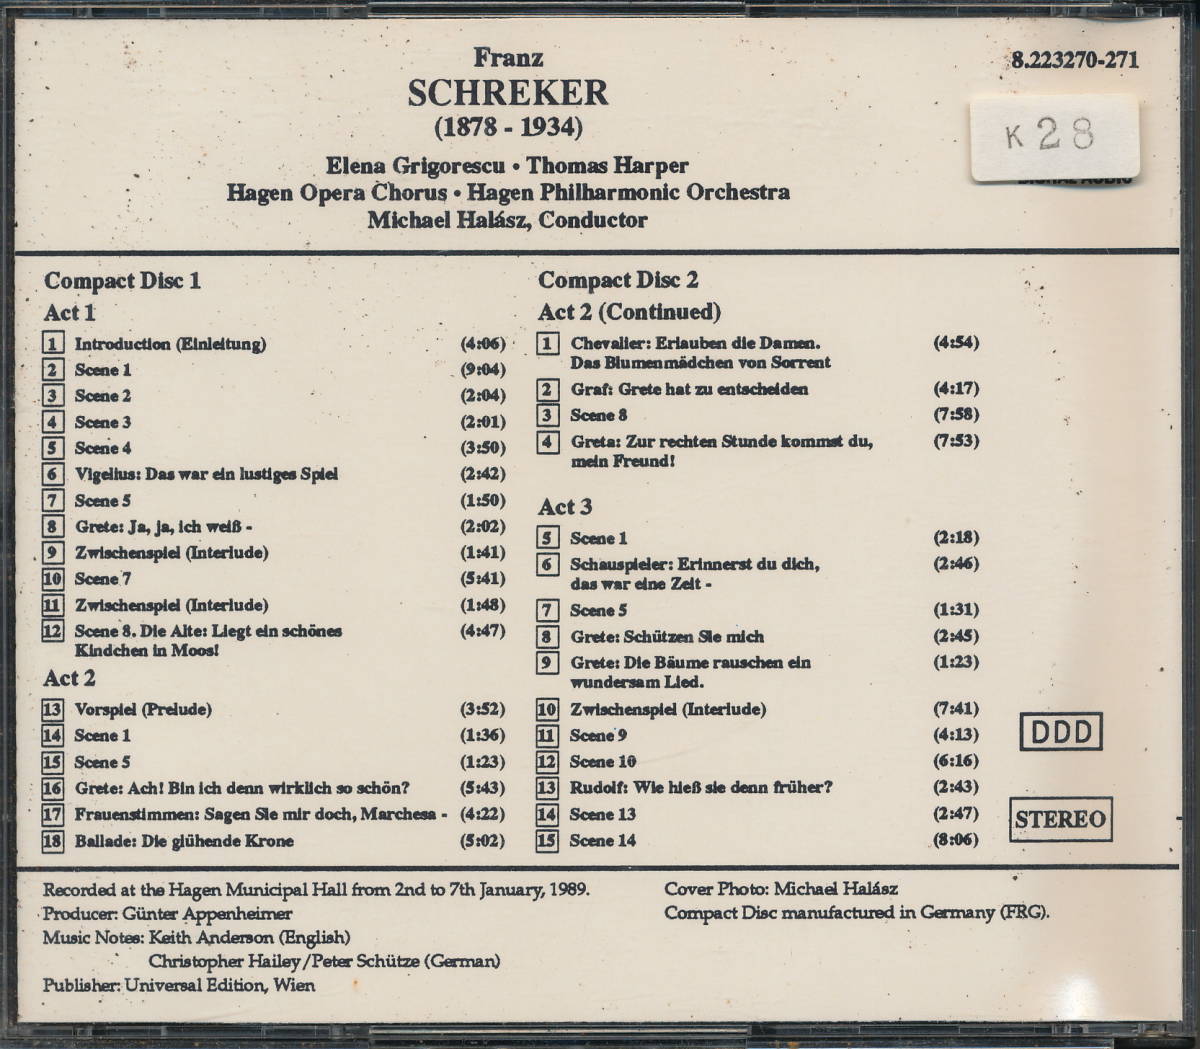 Franz
SCHREKER
(1878 - 1934)
8.223270-271
K28
DIGITAL AUDIO
Elena Grigorescu • Thomas Harper
Hagen Opera Chorus • Hagen Philharmonic Orchestra
Michael Halász, Conductor
Compact Disc 1
Act 1
1 Introduction (Einleitung) (4:06)
2 Scene 1 (9:04)
3 Scene 2 (2:04)
4 Scene 3 (2:01)
5 Scene 4 (3:50)
6 Vigelius: Das war ein lustiges Spiel (2:42)
7 Scene 5 (1:50)
8 Grete: Ja, ja, ich weiß - (2:02)
9 Zwischenspiel (Interlude) (1:41)
10 Scene 7 (5:41)
11 Zwischenspiel (Interlude) (1:48)
12 Scene 8. Die Alte: Liegt ein schönes (4:47)
Kindchen in Moos!
Act 2
13 Vorspiel (Prelude) (3:52)
14 Scene 1 (1:36)
15 Scene 5 (1:23)
16 Grete: Ach! Bin ich denn wirklich so schön? (5:43)
17 Frauenstimmen: Sagen Sie mir doch, Marchesa - (4:22)
18 Ballade: Die glühende Krone (5:02)
Compact Disc 2
Act 2 (Continued)
1 Chevalier: Erlauben die Damen. (4:54)
Das Blumenmädchen von Sorrent
2 Graf: Grete hat zu entscheiden (4:17)
3 Scene 8 (7:58)
4 Greta: Zur rechten Stunde kommst du, (7:53)
mein Freund!
Act 3
5 Scene 1 (2:18)
6 Schauspieler: Erinnerst du dich, (2:46)
das war eine Zeit -
7 Scene 5 (1:31)
8 Grete: Schützen Sie mich (2:45)
9 Grete: Die Bäume rauschen ein (1:23)
wundersam Lied.
10 Zwischenspiel (Interlude) (7:41)
11 Scene 9 (4:13)
12 Scene 10 (6:16)
13 Rudolf: Wie hieß sie denn früher? (2:43)
14 Scene 13 (2:47)
15 Scene 14 (8:06)
DDD
STEREO
Recorded at the Hagen Municipal Hall from 2nd to 7th January, 1989.
Producer: Günter Appenheimer
Music Notes: Keith Anderson (English)
Christopher Hailey/Peter Schütze (German)
Publisher: Universal Edition, Wien
Cover Photo: Michael Halász
Compact Disc manufactured in Germany (FRG).